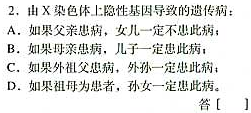 2．由X染色体上隐性基因导致的遗传病：
A．如果父亲患病，女儿一定不患此病；
B．如果母亲患病，儿子一定患此病；
C．如果外祖父患病，外孙一定患此病；
D．如果祖母为患者，孙女一定患此病。
答［　］